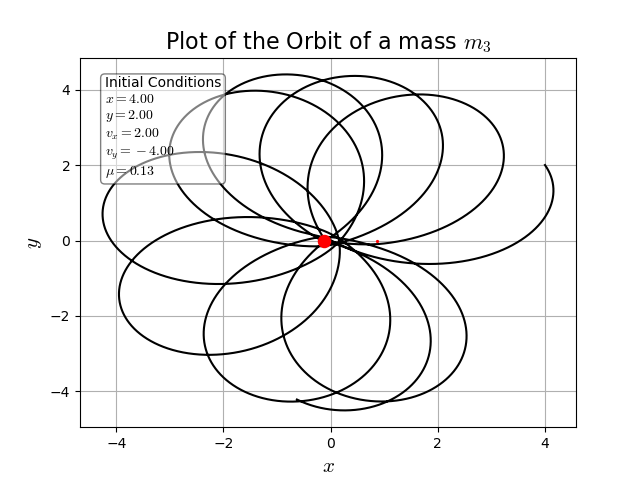 Plot of the Orbit of a mass m₃
Initial Conditions
x = 4.00
y = 2.00
vₓ = 2.00
v_y = −4.00
μ = 0.13
4
2
0
−2
−4
y
−4
−2
0
2
4
x